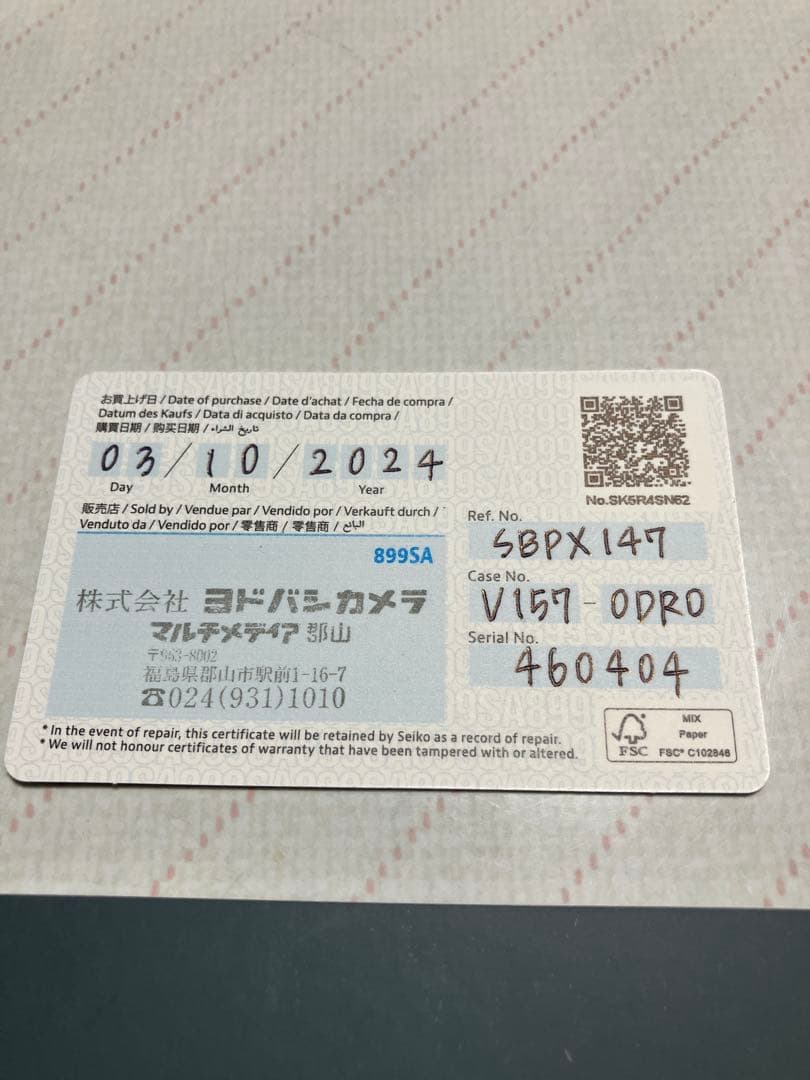 お買上げ日 / Date of purchase / Date d'achat / Fecha de compra /
Datum des Kaufs / Data di acquisto / Data da compra /
購買日期 / 购买日期 / تاريخ الشراء
03 / 10 / 2024
Day Month Year
販売店 / Sold by / Vendue par / Vendido por / Verkauft durch /
Venduto da / Vendido por / 零售商 / 零售商 / البائع
899SA
株式会社 ヨドバシカメラ
マルチメディア 郡山
〒963-8002
福島県郡山市駅前1-16-7
☎024(931)1010
No.SK5R4SN62
Ref. No.
SBPX147
Case No.
V157-0DR0
Serial No.
460404
* In the event of repair, this certificate will be retained by Seiko as a record of repair.
* We will not honour certificates of warranty that have been tampered with or altered.
FSC
MIX
Paper
FSC® C102846